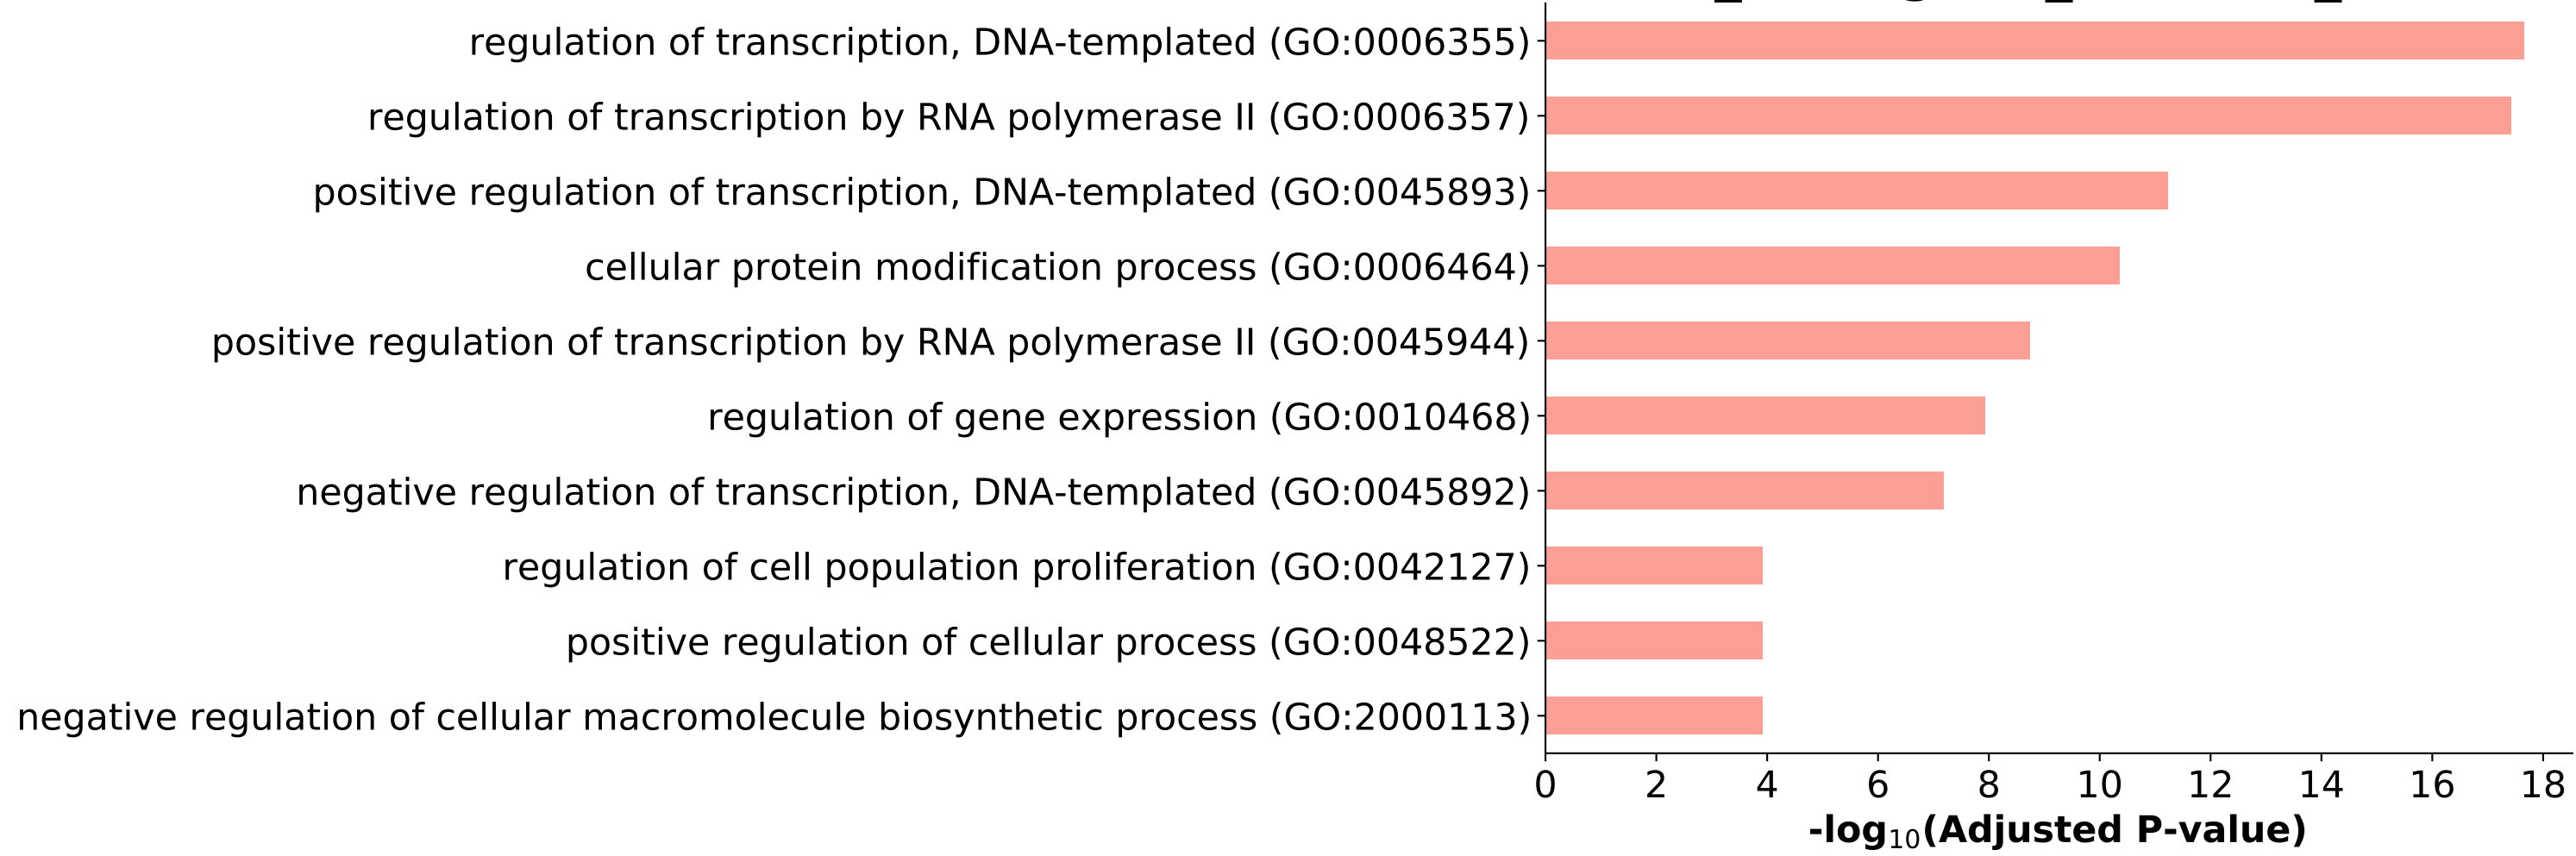 regulation of transcription, DNA-templated (GO:0006355)
regulation of transcription by RNA polymerase II (GO:0006357)
positive regulation of transcription, DNA-templated (GO:0045893)
cellular protein modification process (GO:0006464)
positive regulation of transcription by RNA polymerase II (GO:0045944)
regulation of gene expression (GO:0010468)
negative regulation of transcription, DNA-templated (GO:0045892)
regulation of cell population proliferation (GO:0042127)
positive regulation of cellular process (GO:0048522)
negative regulation of cellular macromolecule biosynthetic process (GO:2000113)
0 2 4 6 8 10 12 14 16 18
-log₁₀(Adjusted P-value)